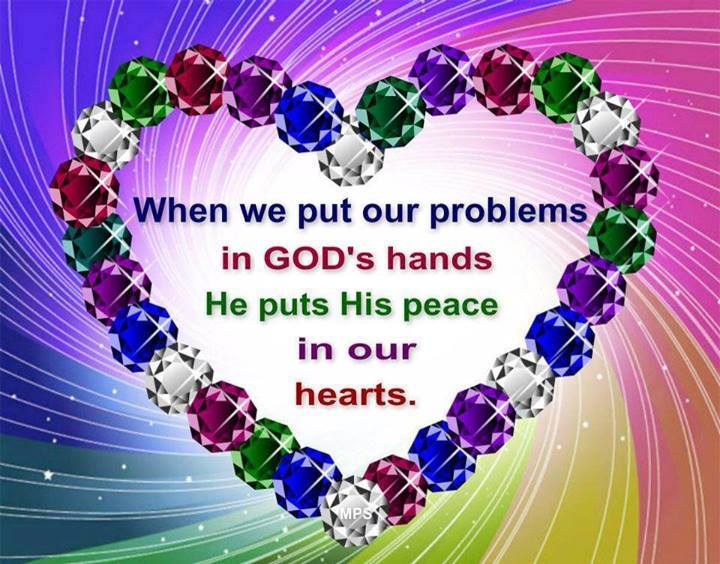 When we put our problems
in GOD's hands
He puts His peace
in our
hearts.
MPS